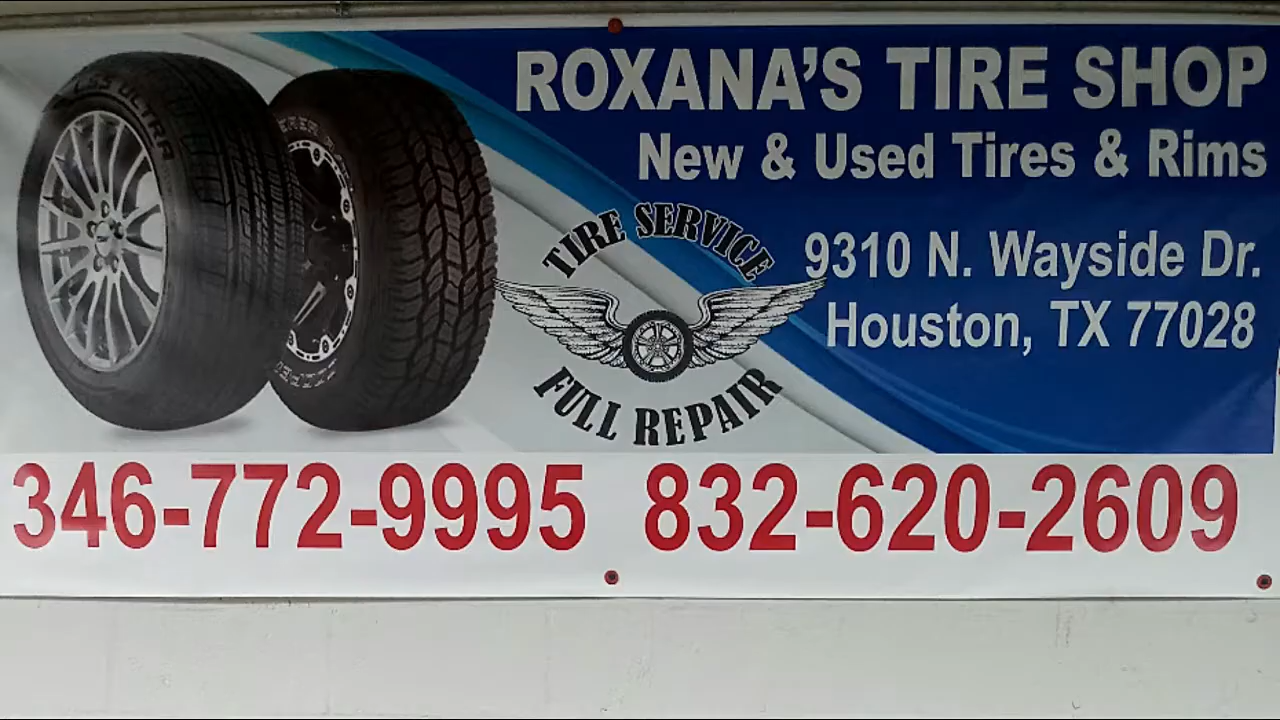 ROXANA'S TIRE SHOP
New & Used Tires & Rims
9310 N. Wayside Dr.
Houston, TX 77028
TIRE SERVICE
FULL REPAIR
346-772-9995 832-620-2609
ULTRA